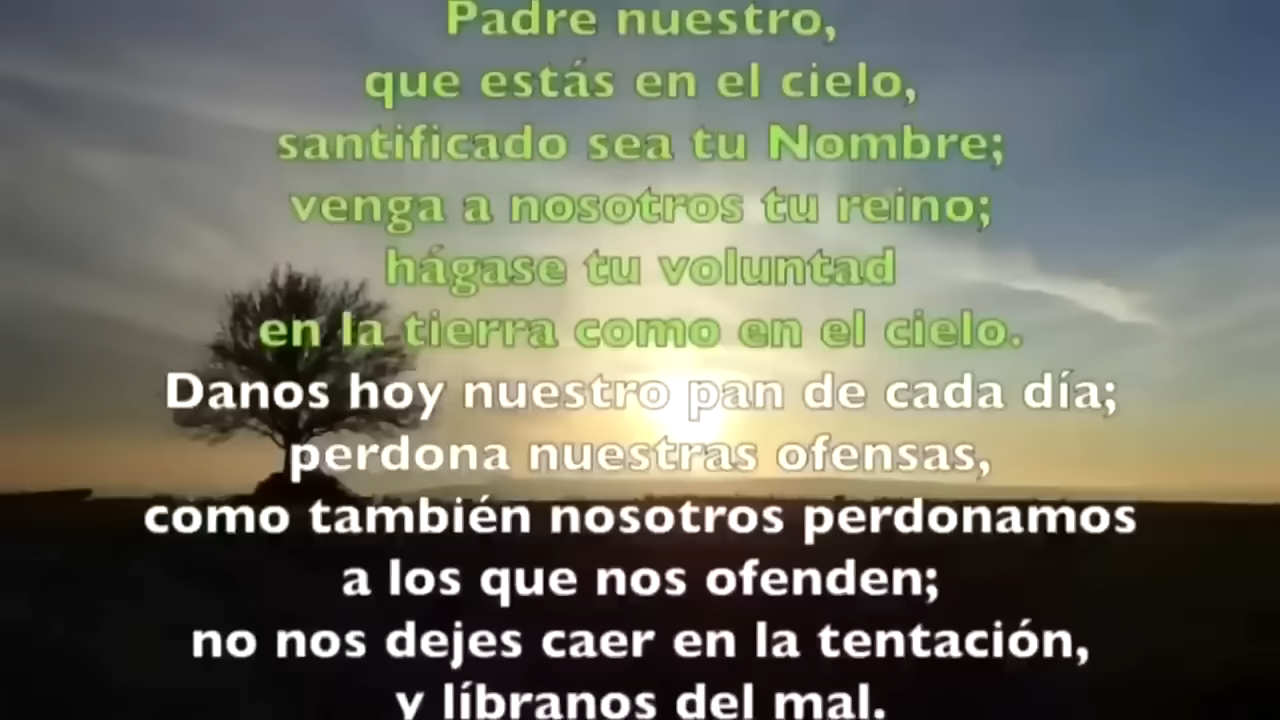 Padre nuestro,
que estás en el cielo,
santificado sea tu Nombre;
venga a nosotros tu reino;
hágase tu voluntad
en la tierra como en el cielo.
Danos hoy nuestro pan de cada día;
perdona nuestras ofensas,
como también nosotros perdonamos
a los que nos ofenden;
no nos dejes caer en la tentación,
y líbranos del mal.